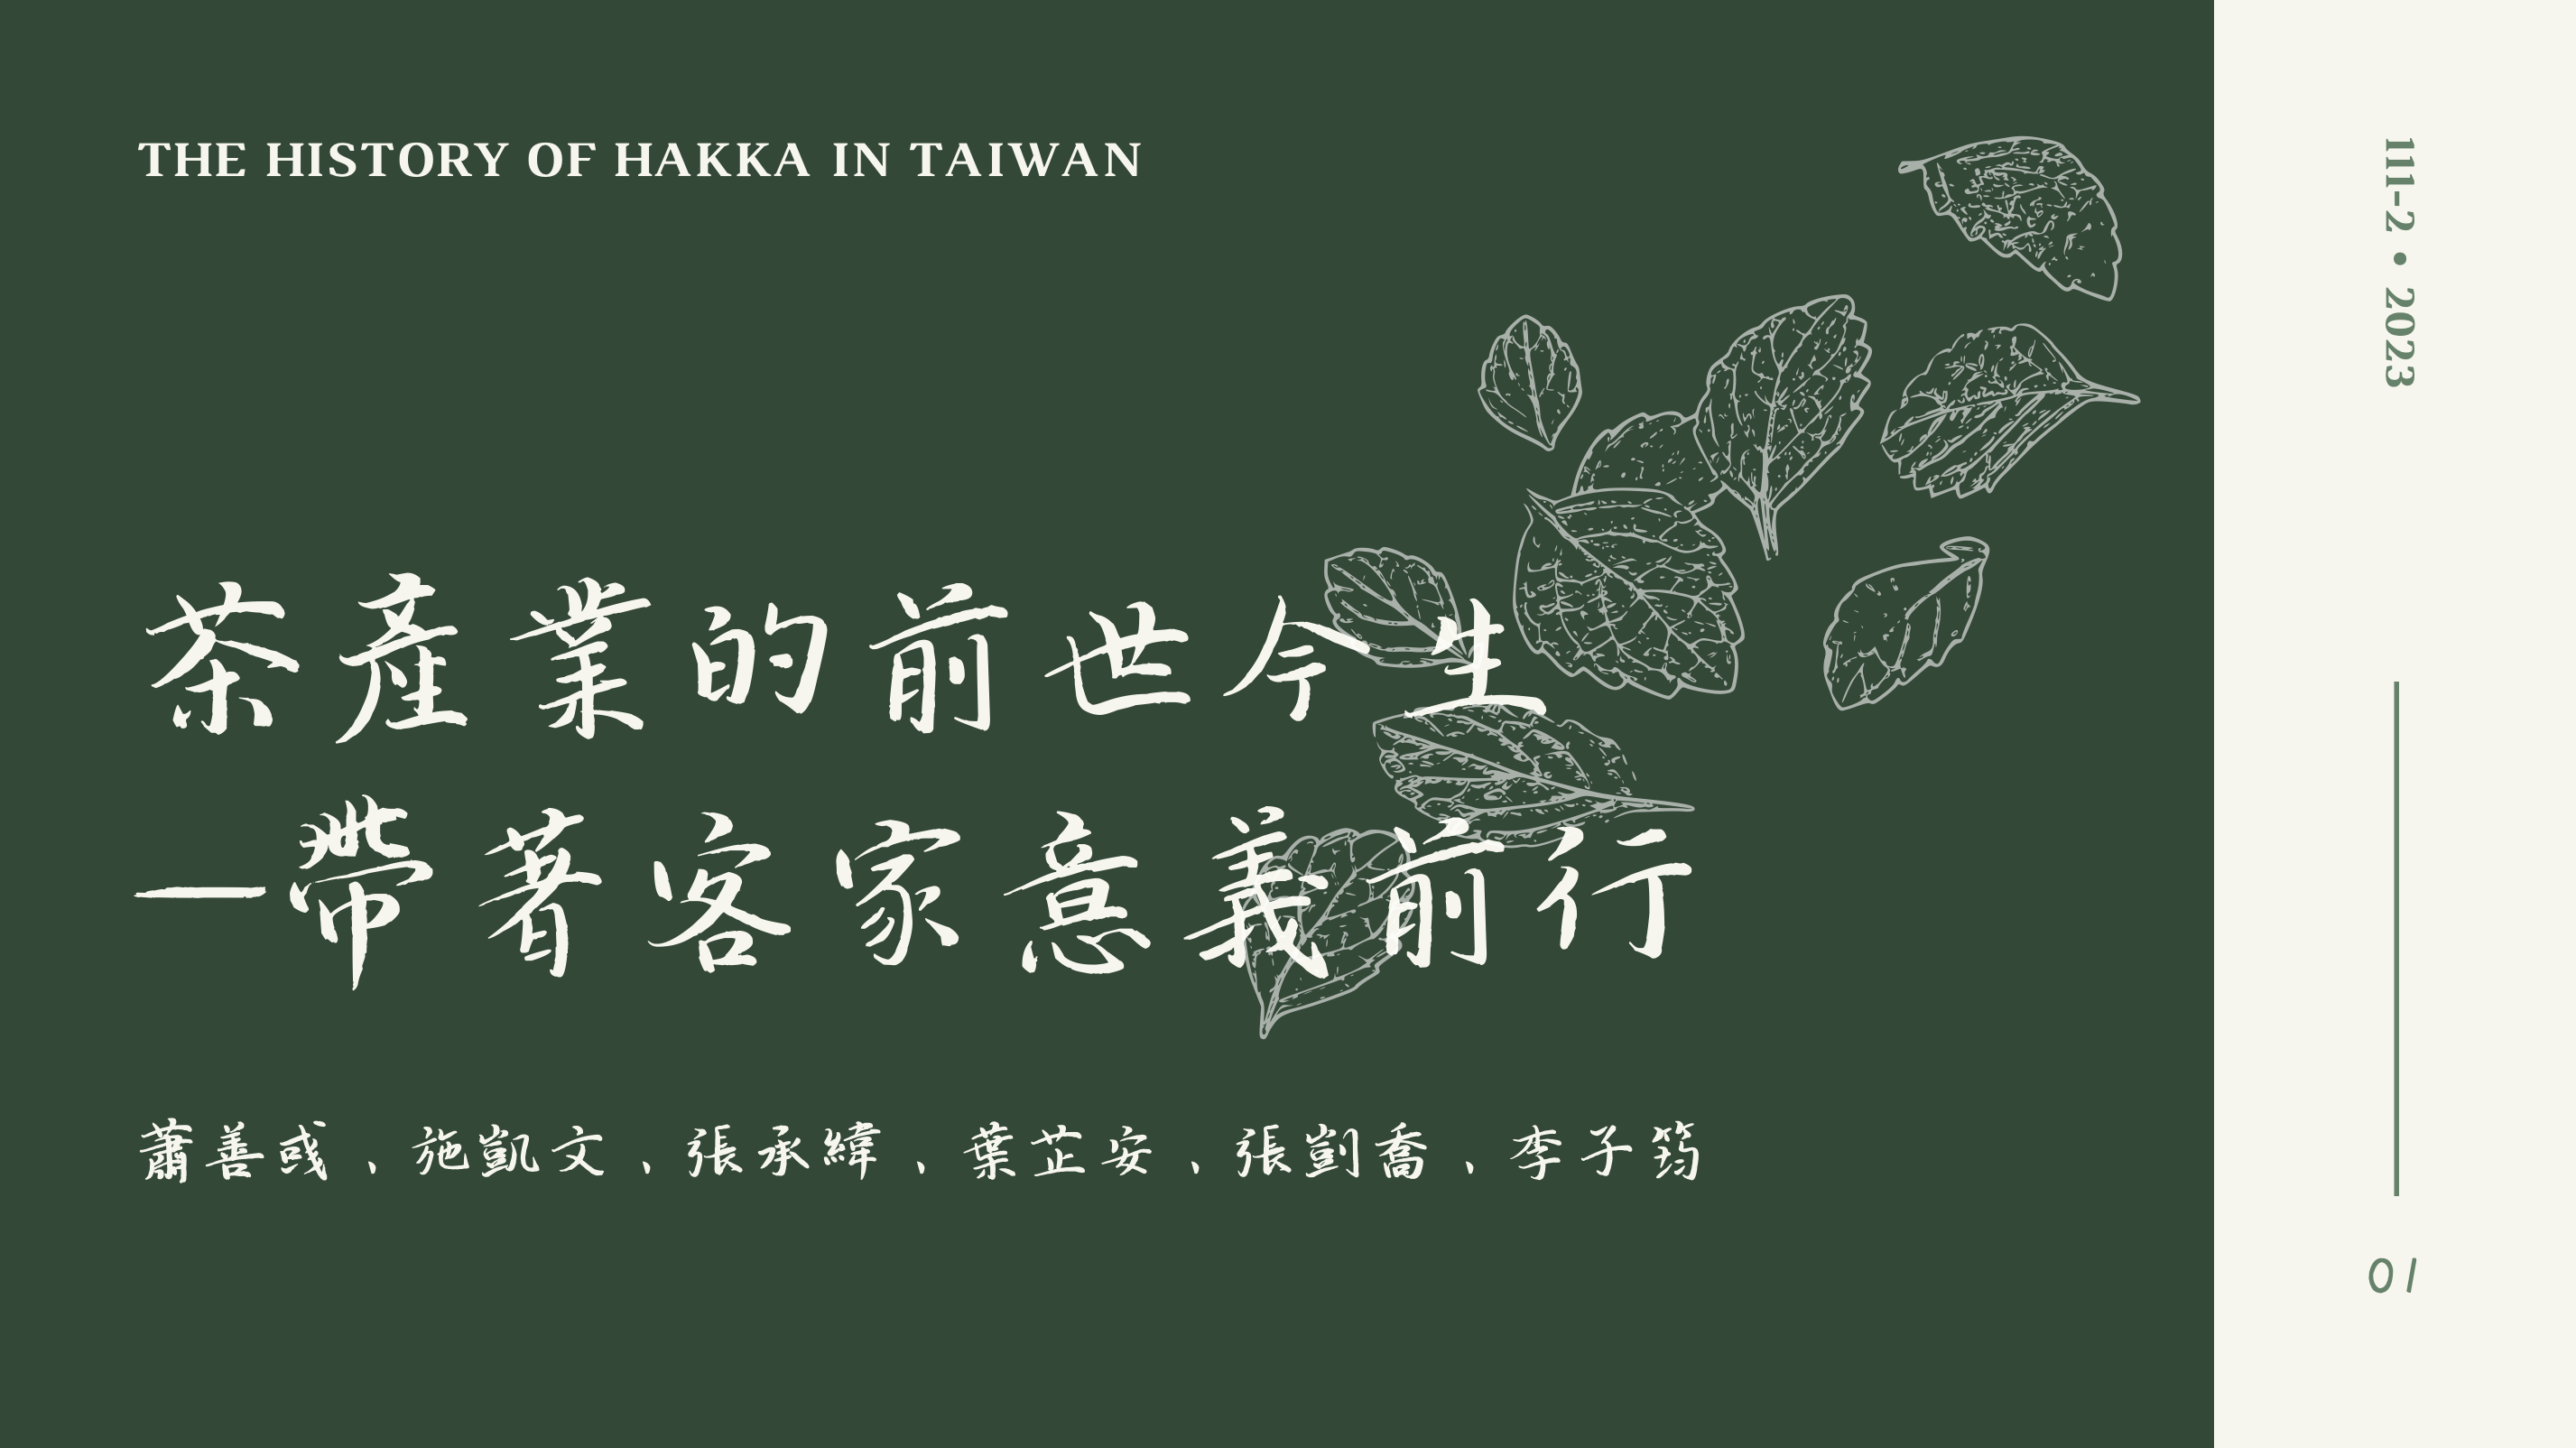 THE HISTORY OF HAKKA IN TAIWAN
茶產業的前世今生
—帶著客家意義前行
蕭善彧、施凱文、張承緯、葉芷安、張剴喬、李子筠
111-2 • 2023
01